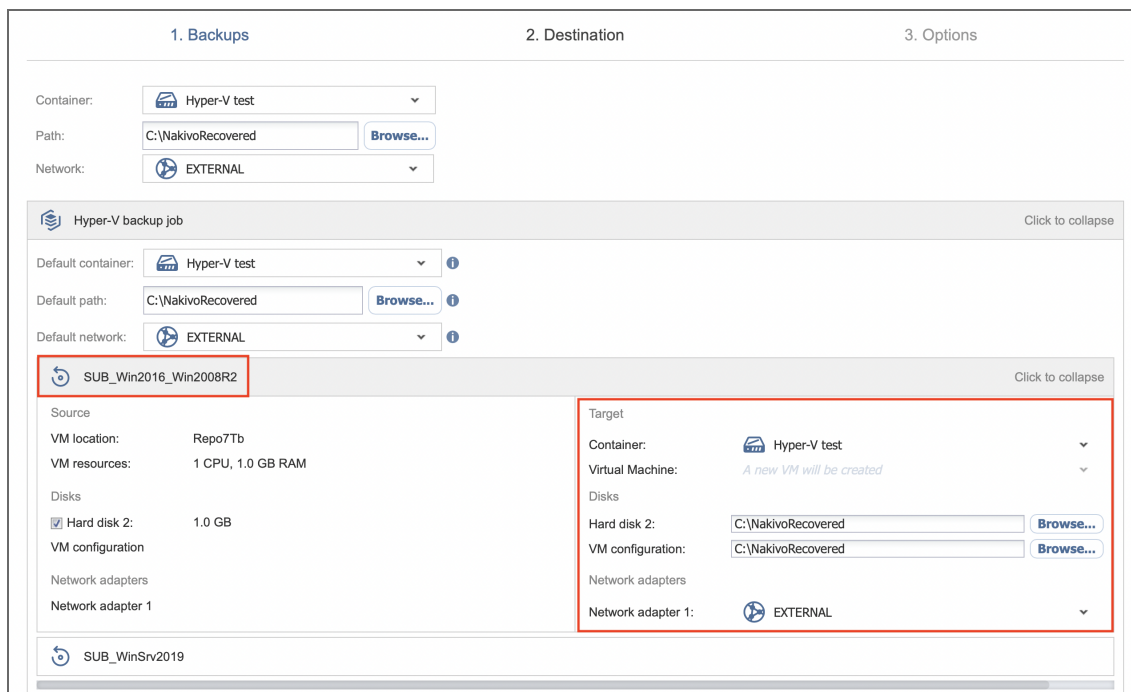 1. Backups 2. Destination 3. Options
Container: Hyper-V test
Path: C:\NakivoRecovered Browse...
Network: EXTERNAL
Hyper-V backup job Click to collapse
Default container: Hyper-V test
Default path: C:\NakivoRecovered Browse...
Default network: EXTERNAL
SUB_Win2016_Win2008R2 Click to collapse
Source
VM location: Repo7Tb
VM resources: 1 CPU, 1.0 GB RAM
Disks
Hard disk 2: 1.0 GB
VM configuration
Network adapters
Network adapter 1
Target
Container: Hyper-V test
Virtual Machine: A new VM will be created
Disks
Hard disk 2: C:\NakivoRecovered Browse...
VM configuration: C:\NakivoRecovered Browse...
Network adapters
Network adapter 1: EXTERNAL
SUB_WinSrv2019